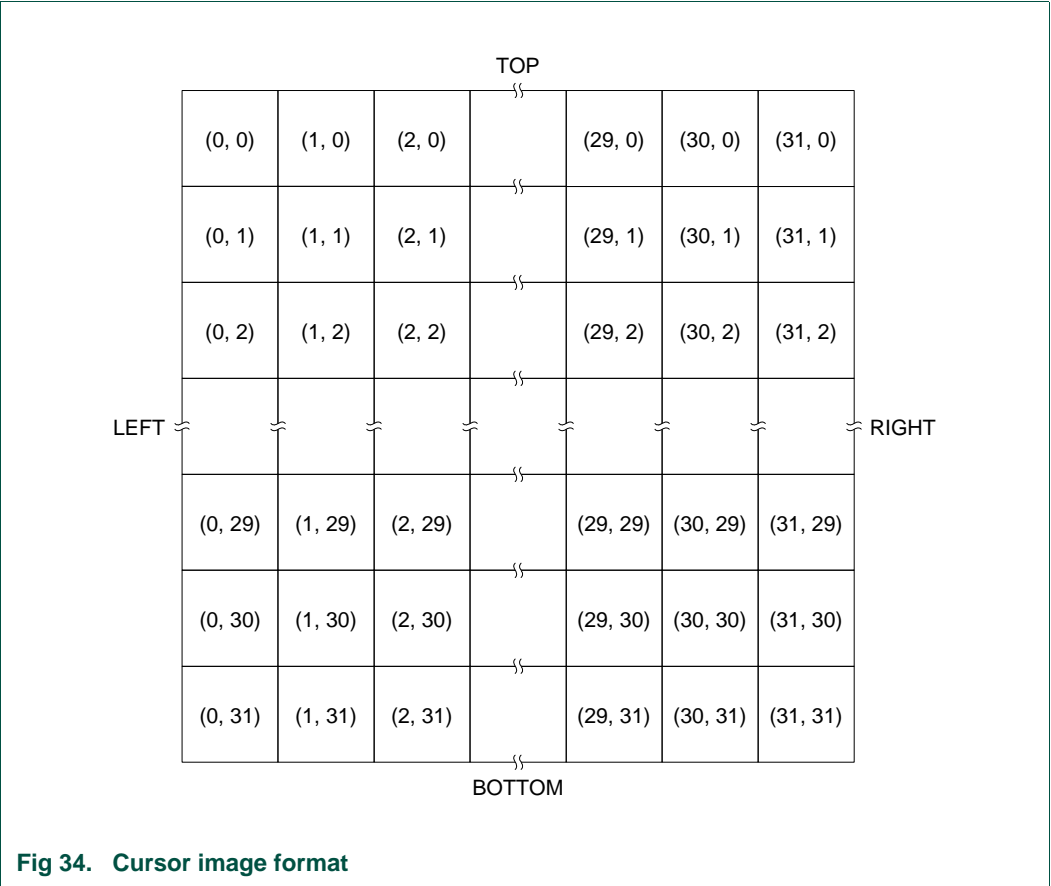 TOP
(0, 0) (1, 0) (2, 0) (29, 0) (30, 0) (31, 0)
(0, 1) (1, 1) (2, 1) (29, 1) (30, 1) (31, 1)
(0, 2) (1, 2) (2, 2) (29, 2) (30, 2) (31, 2)
LEFT RIGHT
(0, 29) (1, 29) (2, 29) (29, 29) (30, 29) (31, 29)
(0, 30) (1, 30) (2, 30) (29, 30) (30, 30) (31, 30)
(0, 31) (1, 31) (2, 31) (29, 31) (30, 31) (31, 31)
BOTTOM
Fig 34. Cursor image format